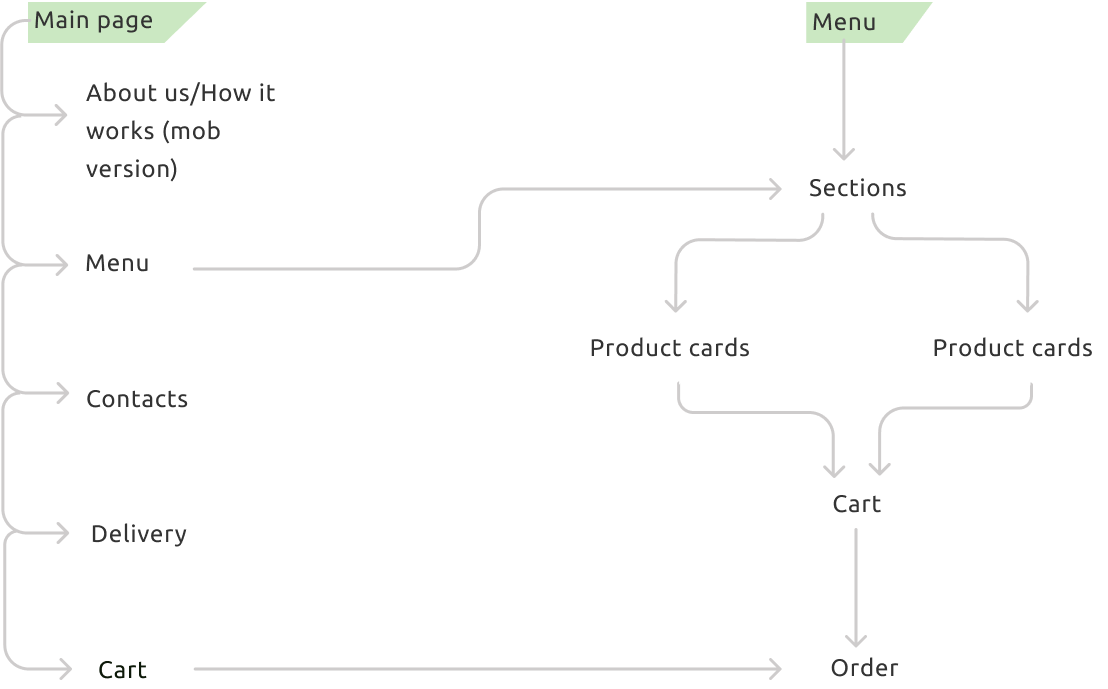 Main page
About us/How it
works (mob
version)
Menu
Contacts
Delivery
Cart
Menu
Sections
Product cards
Product cards
Cart
Order